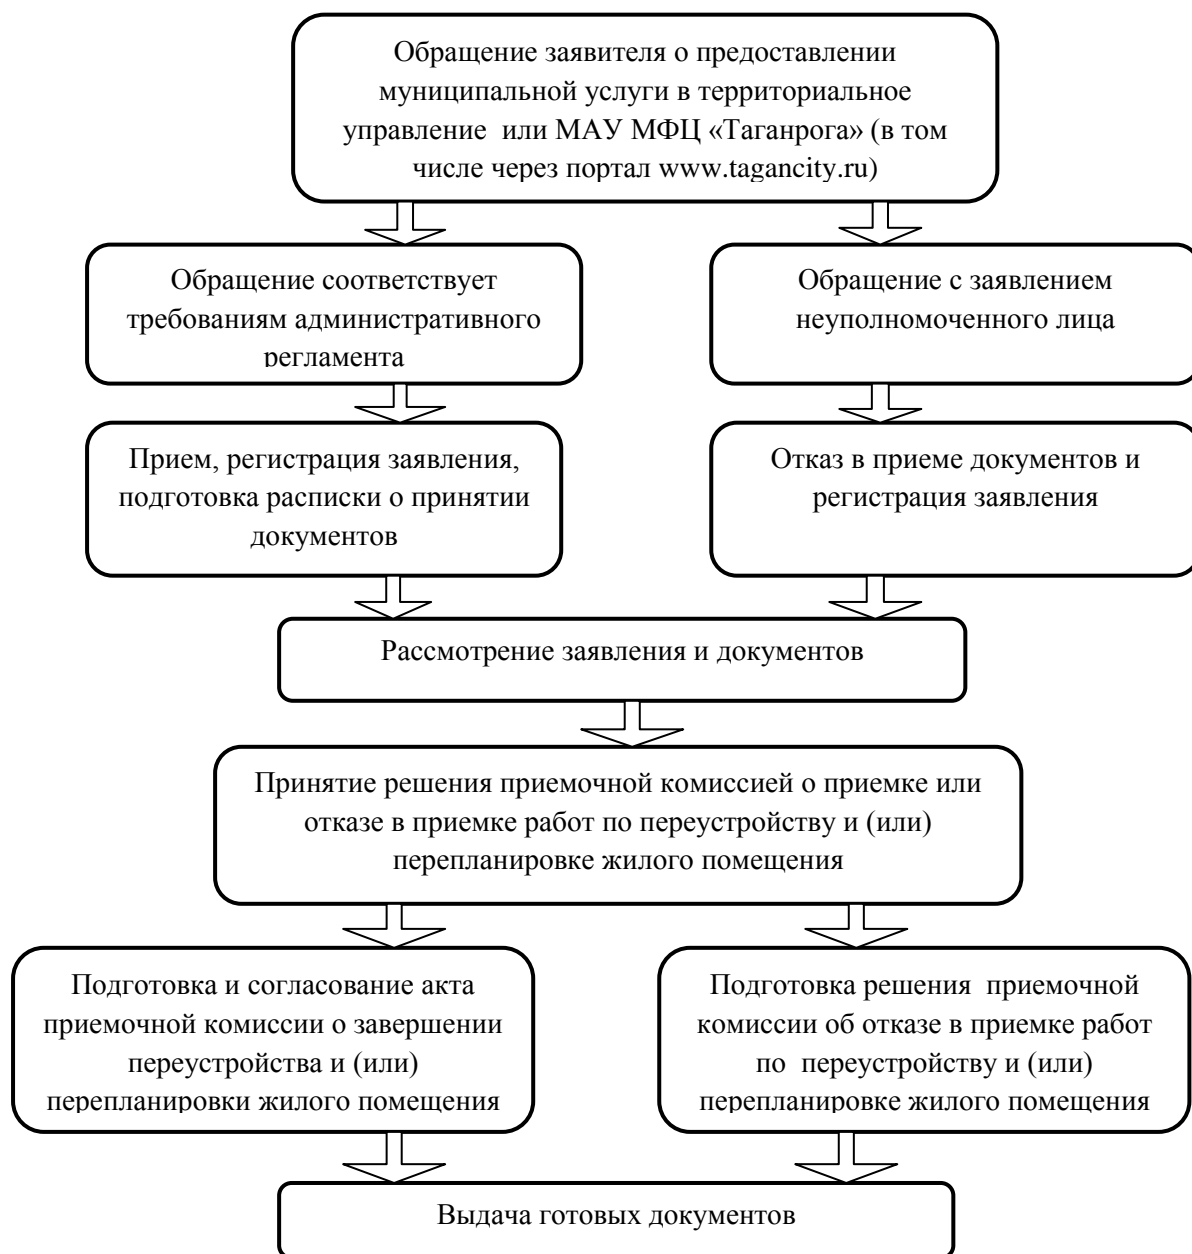 Обращение заявителя о предоставлении
муниципальной услуги в территориальное
управление или МАУ МФЦ «Таганрога» (в том
числе через портал www.tagancity.ru)
Обращение соответствует
требованиям административного
регламента
Обращение с заявлением
неуполномоченного лица
Прием, регистрация заявления,
подготовка расписки о принятии
документов
Отказ в приеме документов и
регистрация заявления
Рассмотрение заявления и документов
Принятие решения приемочной комиссией о приемке или
отказе в приемке работ по переустройству и (или)
перепланировке жилого помещения
Подготовка и согласование акта
приемочной комиссии о завершении
переустройства и (или)
перепланировки жилого помещения
Подготовка решения приемочной
комиссии об отказе в приемке работ
по переустройству и (или)
перепланировке жилого помещения
Выдача готовых документов